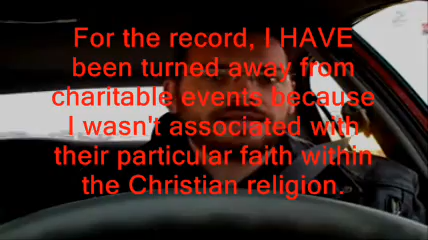 For the record, I HAVE
been turned away from
charitable events because
I wasn't associated with
their particular faith within
the Christian religion.